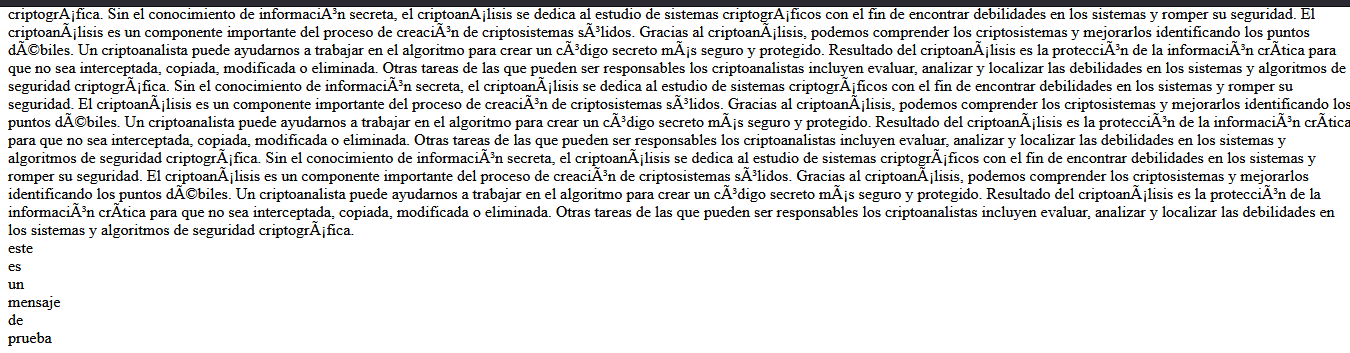 criptogrÃ¡fica. Sin el conocimiento de informaciÃ³n secreta, el criptoanÃ¡lisis se dedica al estudio de sistemas criptogrÃ¡ficos con el fin de encontrar debilidades en los sistemas y romper su seguridad. El
criptoanÃ¡lisis es un componente importante del proceso de creaciÃ³n de criptosistemas sÃ³lidos. Gracias al criptoanÃ¡lisis, podemos comprender los criptosistemas y mejorarlos identificando los puntos
dÃ©biles. Un criptoanalista puede ayudarnos a trabajar en el algoritmo para crear un cÃ³digo secreto mÃ¡s seguro y protegido. Resultado del criptoanÃ¡lisis es la protecciÃ³n de la informaciÃ³n crÃ­tica para
que no sea interceptada, copiada, modificada o eliminada. Otras tareas de las que pueden ser responsables los criptoanalistas incluyen evaluar, analizar y localizar las debilidades en los sistemas y algoritmos de
seguridad criptogrÃ¡fica. Sin el conocimiento de informaciÃ³n secreta, el criptoanÃ¡lisis se dedica al estudio de sistemas criptogrÃ¡ficos con el fin de encontrar debilidades en los sistemas y romper su
seguridad. El criptoanÃ¡lisis es un componente importante del proceso de creaciÃ³n de criptosistemas sÃ³lidos. Gracias al criptoanÃ¡lisis, podemos comprender los criptosistemas y mejorarlos identificando los
puntos dÃ©biles. Un criptoanalista puede ayudarnos a trabajar en el algoritmo para crear un cÃ³digo secreto mÃ¡s seguro y protegido. Resultado del criptoanÃ¡lisis es la protecciÃ³n de la informaciÃ³n crÃ­tica
para que no sea interceptada, copiada, modificada o eliminada. Otras tareas de las que pueden ser responsables los criptoanalistas incluyen evaluar, analizar y localizar las debilidades en los sistemas y
algoritmos de seguridad criptogrÃ¡fica. Sin el conocimiento de informaciÃ³n secreta, el criptoanÃ¡lisis se dedica al estudio de sistemas criptogrÃ¡ficos con el fin de encontrar debilidades en los sistemas y
romper su seguridad. El criptoanÃ¡lisis es un componente importante del proceso de creaciÃ³n de criptosistemas sÃ³lidos. Gracias al criptoanÃ¡lisis, podemos comprender los criptosistemas y mejorarlos
identificando los puntos dÃ©biles. Un criptoanalista puede ayudarnos a trabajar en el algoritmo para crear un cÃ³digo secreto mÃ¡s seguro y protegido. Resultado del criptoanÃ¡lisis es la protecciÃ³n de la
informaciÃ³n crÃ­tica para que no sea interceptada, copiada, modificada o eliminada. Otras tareas de las que pueden ser responsables los criptoanalistas incluyen evaluar, analizar y localizar las debilidades en
los sistemas y algoritmos de seguridad criptogrÃ¡fica.
este
es
un
mensaje
de
prueba